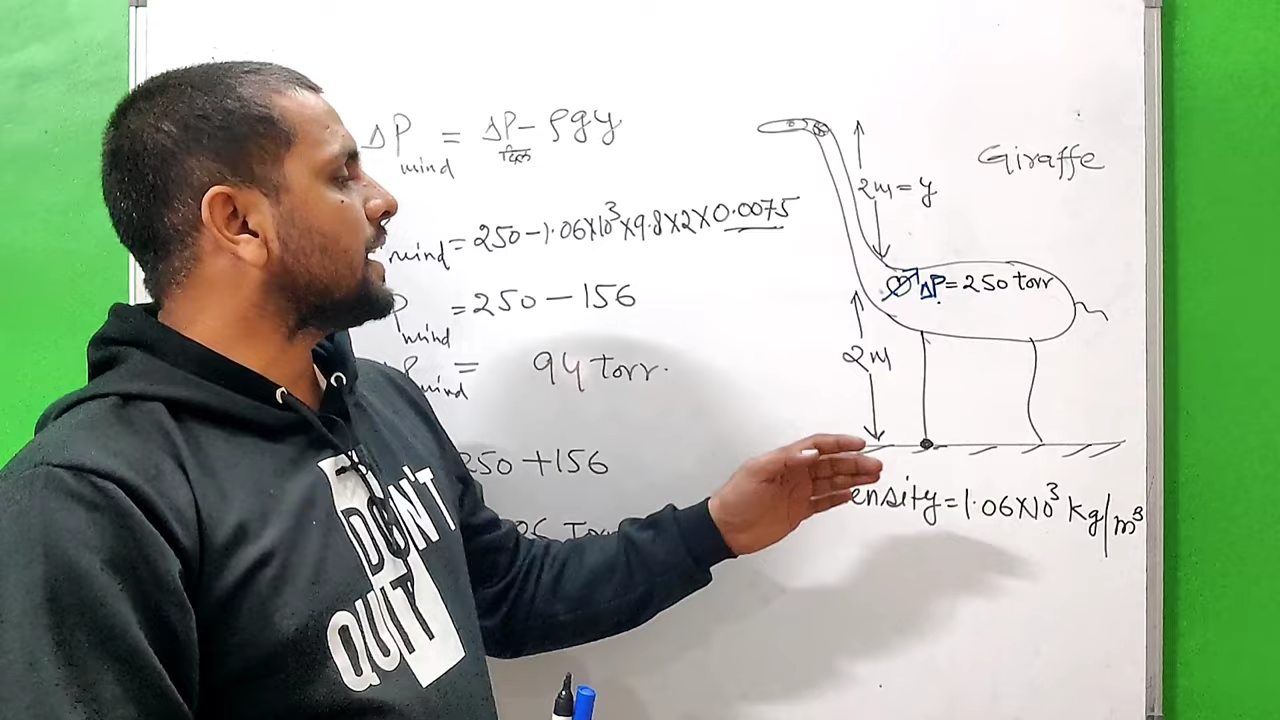 ΔP mind = ΔP दिल - ρgy
mind = 250-1.06×10³×9.8×2×0.0075
P mind = 250-156
mind = 94 Torr.
250+156
Giraffe
2m=y
ΔP=250 torr
2m
ensity=1.06×10³ kg/m³
DON'T
QUIT